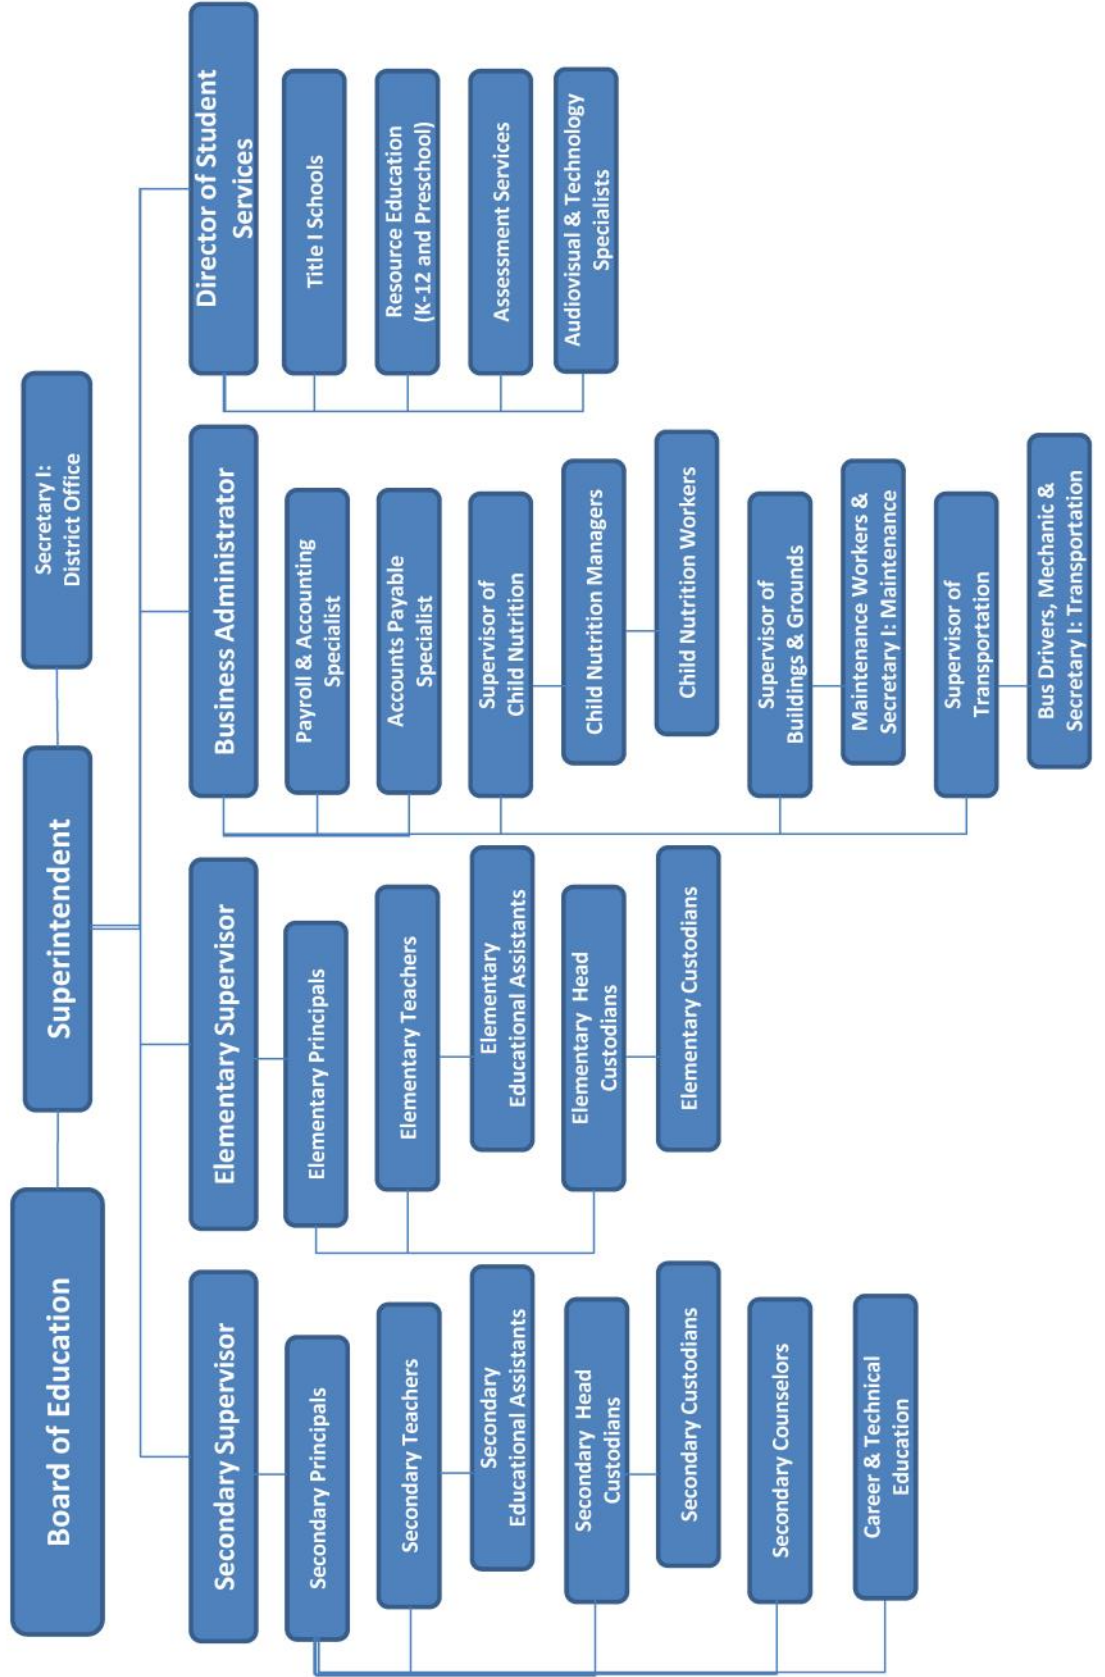 Board of Education
Superintendent
Secretary I:
District Office
Secondary Supervisor
Secondary Principals
Secondary Teachers
Secondary
Educational Assistants
Secondary Head
Custodians
Secondary Custodians
Secondary Counselors
Career & Technical
Education
Elementary Supervisor
Elementary Principals
Elementary Teachers
Elementary
Educational Assistants
Elementary Head
Custodians
Elementary Custodians
Business Administrator
Payroll & Accounting
Specialist
Accounts Payable
Specialist
Supervisor of
Child Nutrition
Child Nutrition Managers
Child Nutrition Workers
Supervisor of
Buildings & Grounds
Maintenance Workers &
Secretary I: Maintenance
Supervisor of
Transportation
Bus Drivers, Mechanic &
Secretary I: Transportation
Director of Student
Services
Title I Schools
Resource Education
(K-12 and Preschool)
Assessment Services
Audiovisual & Technology
Specialists